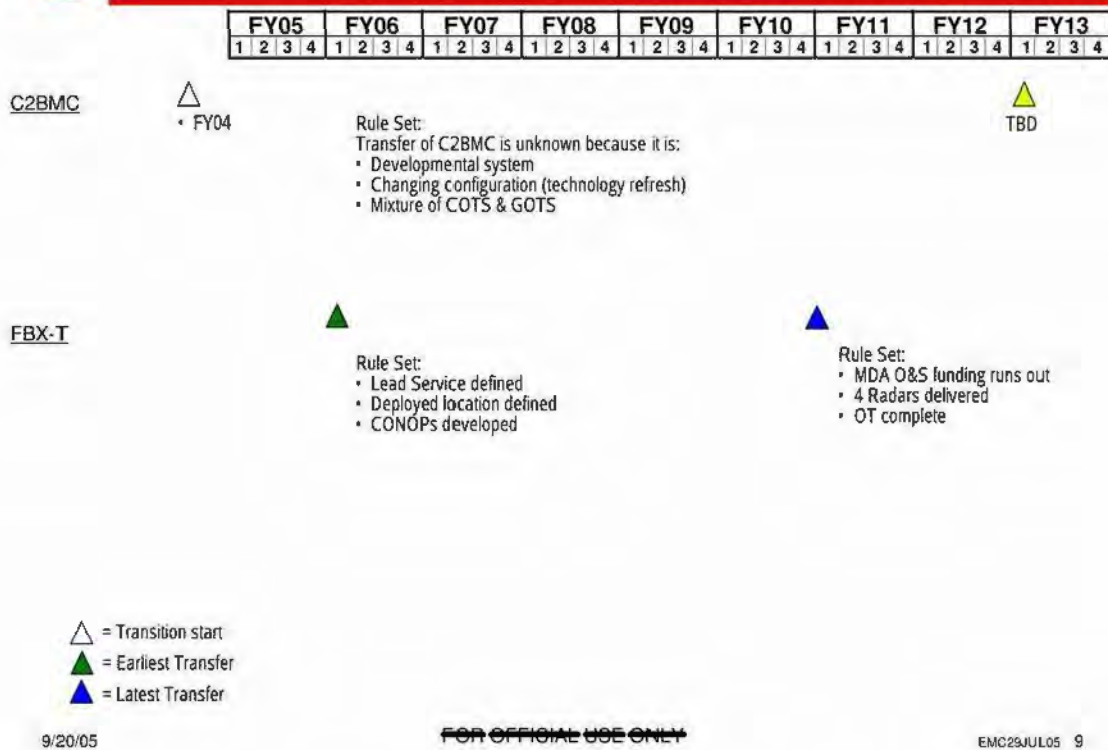 FY05 FY06 FY07 FY08 FY09 FY10 FY11 FY12 FY13
1 2 3 4 1 2 3 4 1 2 3 4 1 2 3 4 1 2 3 4 1 2 3 4 1 2 3 4 1 2 3 4 1 2 3 4
C2BMC
• FY04
TBD
Rule Set:
Transfer of C2BMC is unknown because it is:
• Developmental system
• Changing configuration (technology refresh)
• Mixture of COTS & GOTS
FBX-T
Rule Set:
• Lead Service defined
• Deployed location defined
• CONOPs developed
Rule Set:
• MDA O&S funding runs out
• 4 Radars delivered
• OT complete
= Transition start
= Earliest Transfer
= Latest Transfer
9/20/05
FOR OFFICIAL USE ONLY
EMC29JUL05 9